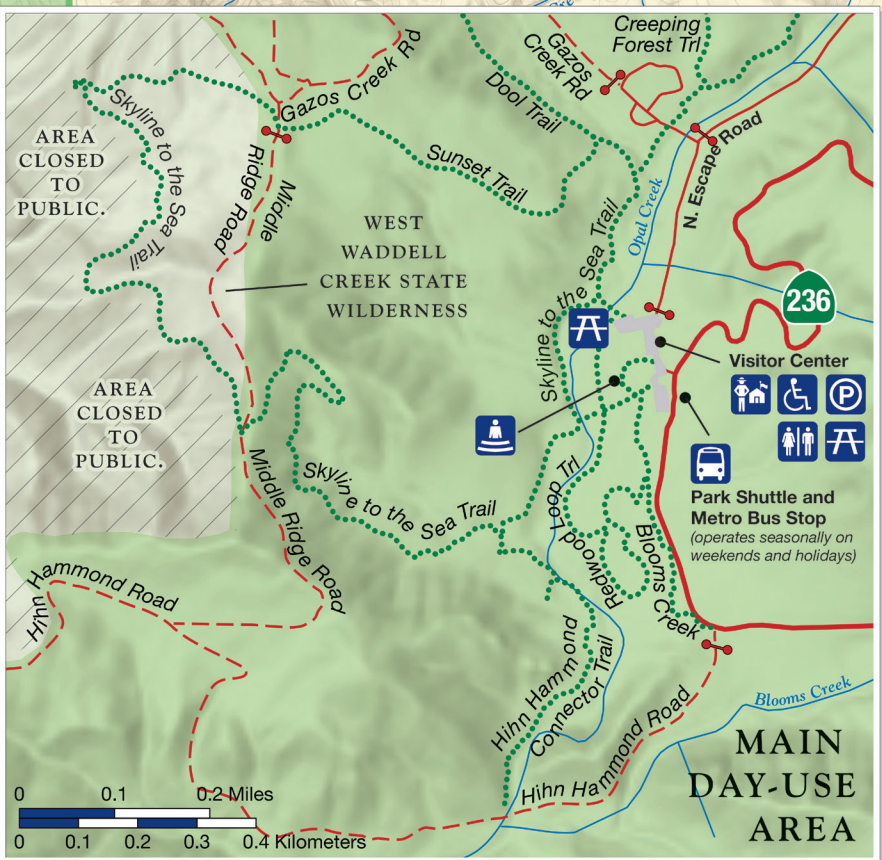 Creeping
Forest Trl
Gazos
Creek Rd
Gazos Creek Rd
Dool Trail
Skyline to
the Sea Trail
AREA
CLOSED
TO
PUBLIC.
N. Escape Road
Sunset Trail
Middle
Ridge Road
Opal Creek
WEST
WADDELL
CREEK STATE
WILDERNESS
Skyline to the Sea Trail
236
Visitor Center
P
AREA
CLOSED
TO
PUBLIC.
Park Shuttle and
Metro Bus Stop
(operates seasonally on
weekends and holidays)
Skyline to the Sea Trail
Middle Ridge Road
Redwood Loop Trl
Blooms Creek
Hihn Hammond Road
Hihn Hammond
Connector Trail
Blooms Creek
Hihn Hammond Road
MAIN
DAY-USE
AREA
0 0.1 0.2 Miles
0 0.1 0.2 0.3 0.4 Kilometers